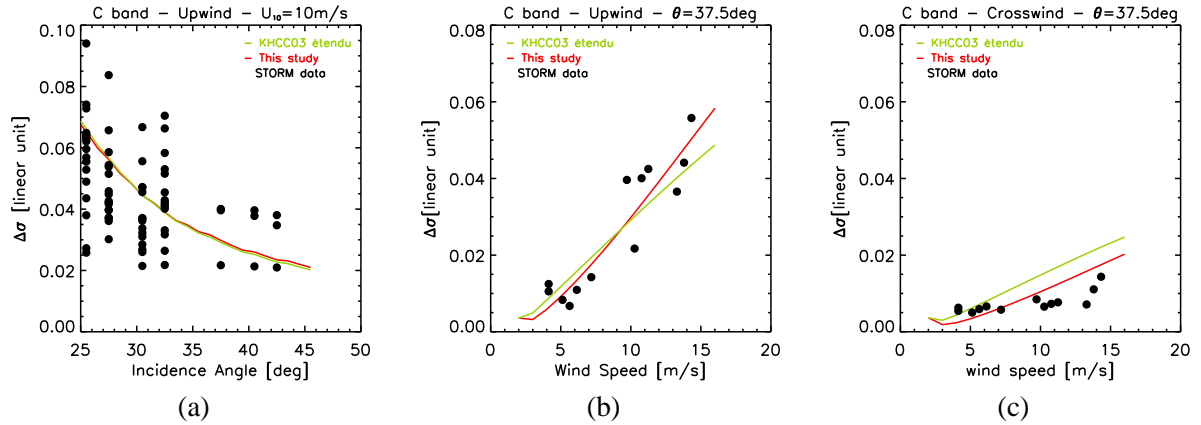 C band - Upwind - U₁₀=10m/s
0.10
0.08
0.06
0.04
0.02
0.00
Δσ [linear unit]
KHCC03 étendu
This study
STORM data
25 30 35 40 45 50
Incidence Angle [deg]
(a)
C band - Upwind - θ=37.5deg
0.08
0.06
0.04
0.02
0.00
Δσ[linear unit]
KHCC03 étendu
This study
STORM data
0 5 10 15 20
Wind Speed [m/s]
(b)
C band - Crosswind - θ=37.5deg
0.08
0.06
0.04
0.02
0.00
Δσ[linear unit]
KHCC03 étendu
This study
STORM data
0 5 10 15 20
wind speed [m/s]
(c)